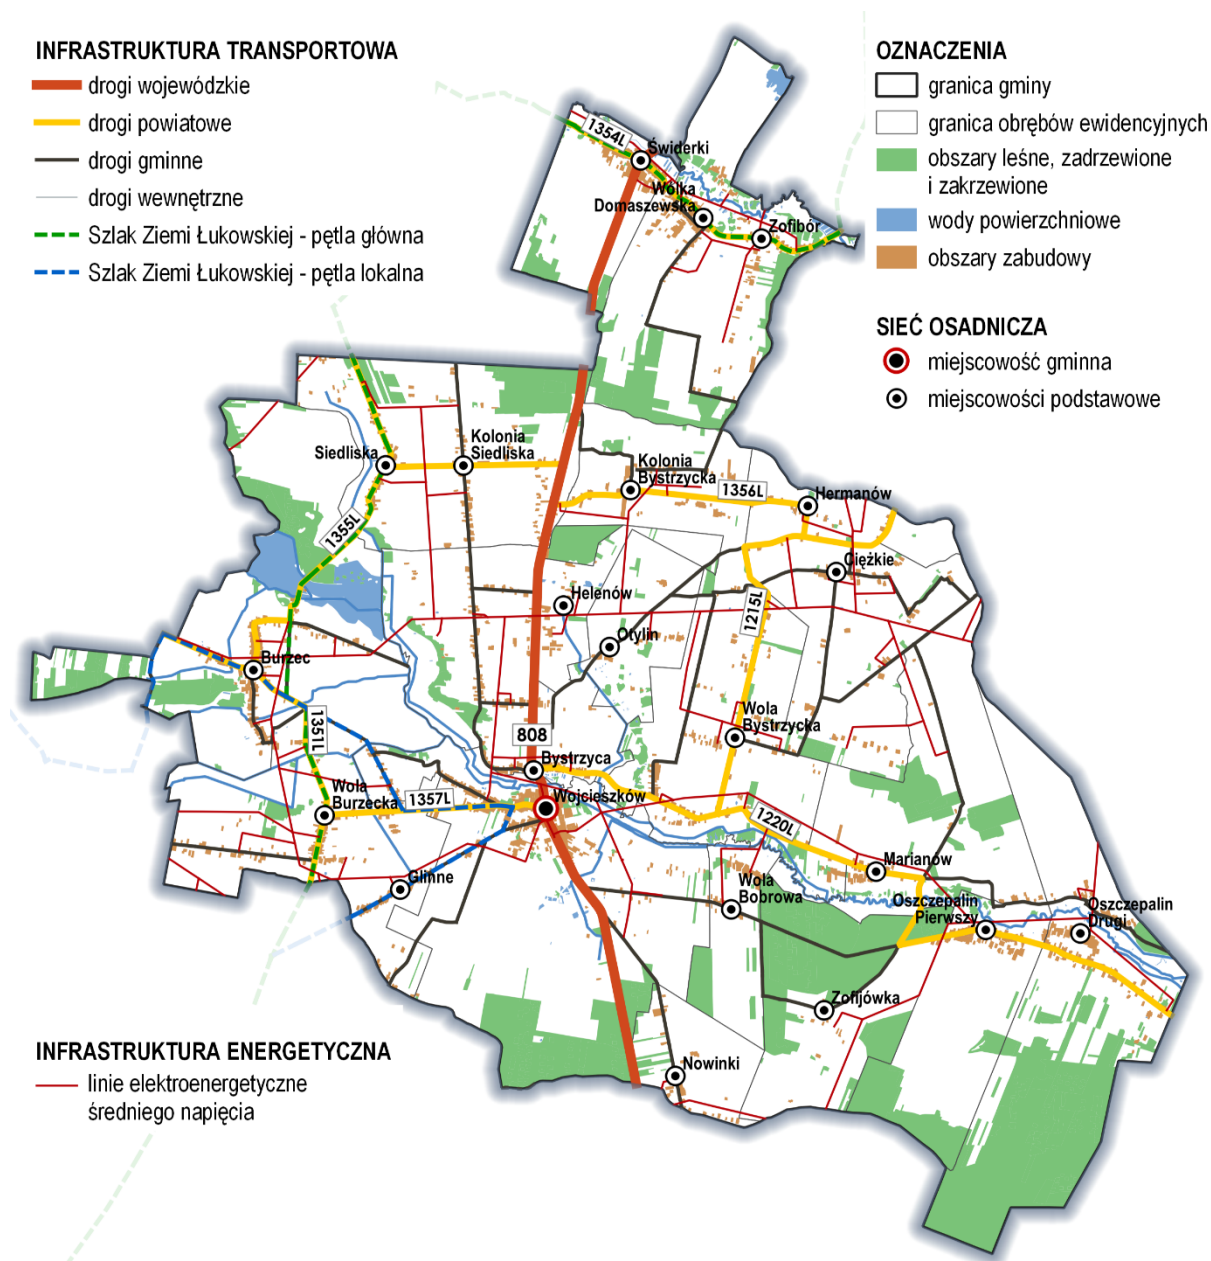 INFRASTRUKTURA TRANSPORTOWA
drogi wojewódzkie
drogi powiatowe
drogi gminne
drogi wewnętrzne
Szlak Ziemi Łukowskiej - pętla główna
Szlak Ziemi Łukowskiej - pętla lokalna
OZNACZENIA
granica gminy
granica obrębów ewidencyjnych
obszary leśne, zadrzewione
i zakrzewione
wody powierzchniowe
obszary zabudowy
SIEĆ OSADNICZA
miejscowość gminna
miejscowości podstawowe
1354L
Świderki
Wólka
Domaszewska
Zofibór
Siedliska
Kolonia
Siedliska
Kolonia
Bystrzycka
1356L
Hermanów
1355L
Ciężkie
Helenów
1215L
Otylin
Burzec
1351L
Wola
Bystrzycka
808
Bystrzyca
Wola
Burzecka
1357L
Wojcieszków
1220L
Marianów
Glinne
Wola
Bobrowa
Oszczepalin
Pierwszy
Oszczepalin
Drugi
Zofijówka
Nowinki
INFRASTRUKTURA ENERGETYCZNA
linie elektroenergetyczne
średniego napięcia